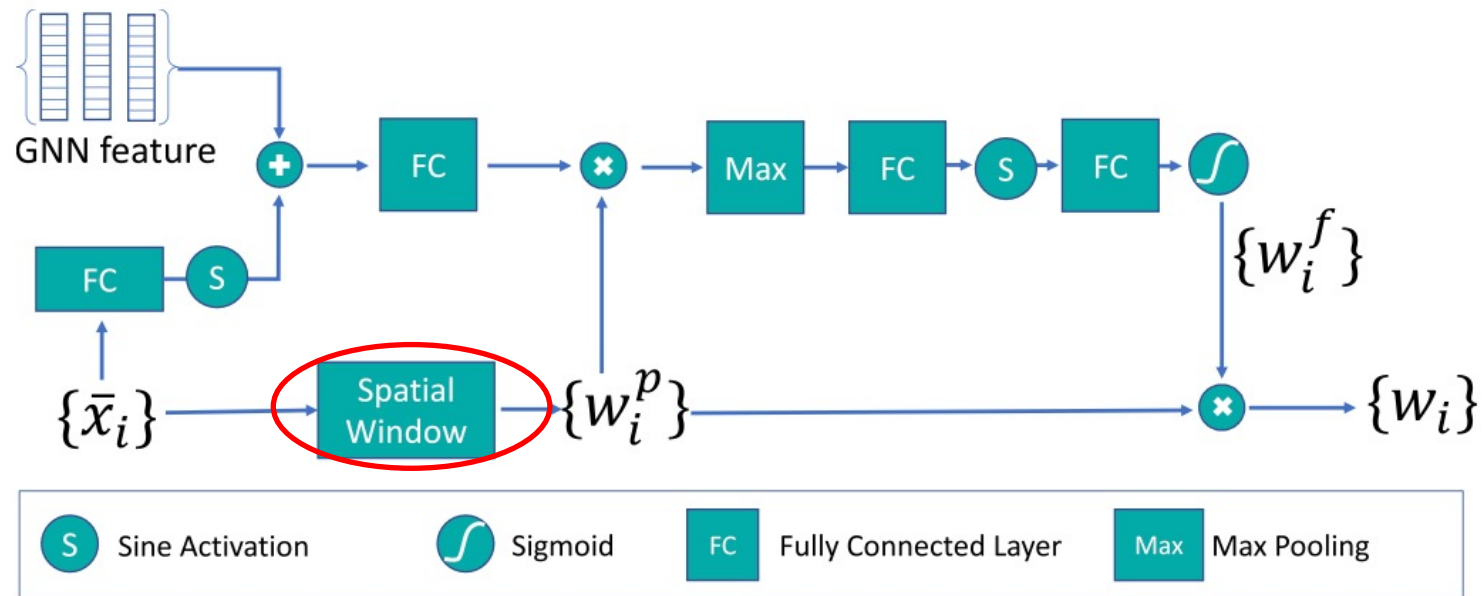 GNN feature
FC
Max
FC
S
FC
FC
S
{w_i^f}
{x̄_i}
Spatial
Window
{w_i^p}
{w_i}
S Sine Activation
Sigmoid
FC Fully Connected Layer
Max Max Pooling